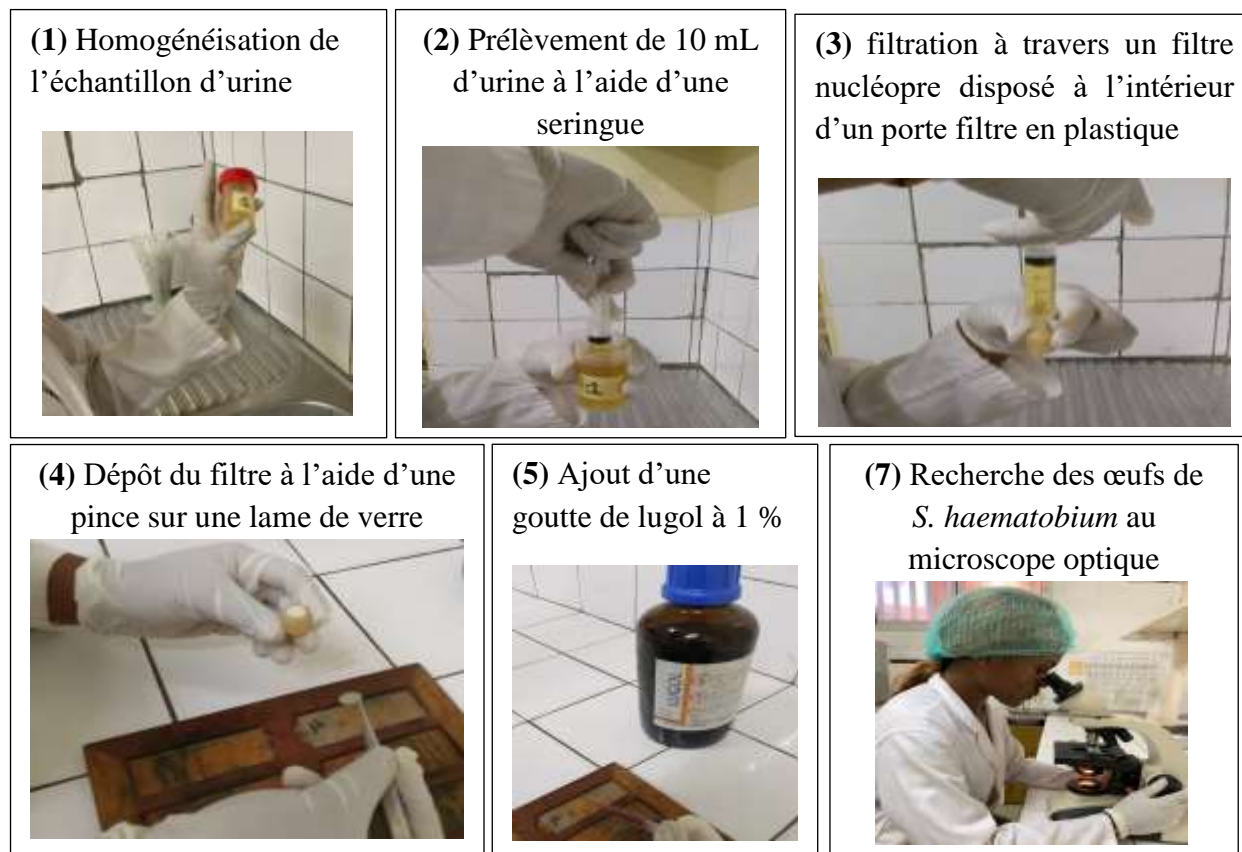 (1) Homogénéisation de
l’échantillon d’urine
(2) Prélèvement de 10 mL
d’urine à l’aide d’une
seringue
(3) filtration à travers un filtre
nucléopre disposé à l’intérieur
d’un porte filtre en plastique
(4) Dépôt du filtre à l’aide d’une
pince sur une lame de verre
(5) Ajout d’une
goutte de lugol à 1 %
LUGOL
(7) Recherche des œufs de
S. haematobium au
microscope optique